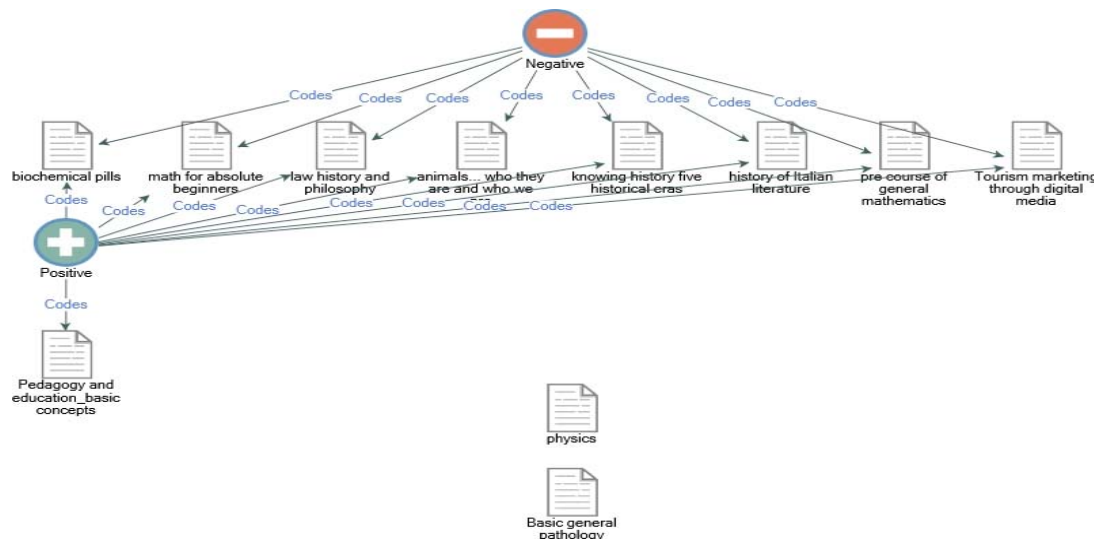 Negative
Codes
Codes
Codes
Codes
Codes
Codes
Codes
Codes
biochemical pills
math for absolute
beginners
law history and
philosophy
animals... who they
are and who we
knowing history five
historical eras
history of Italian
literature
pre course of
general
mathematics
Tourism marketing
through digital
media
Codes
Codes
Codes
Codes
Codes
Codes
Codes
Codes
Positive
Codes
Pedagogy and
education_basic
concepts
physics
Basic general
pathology